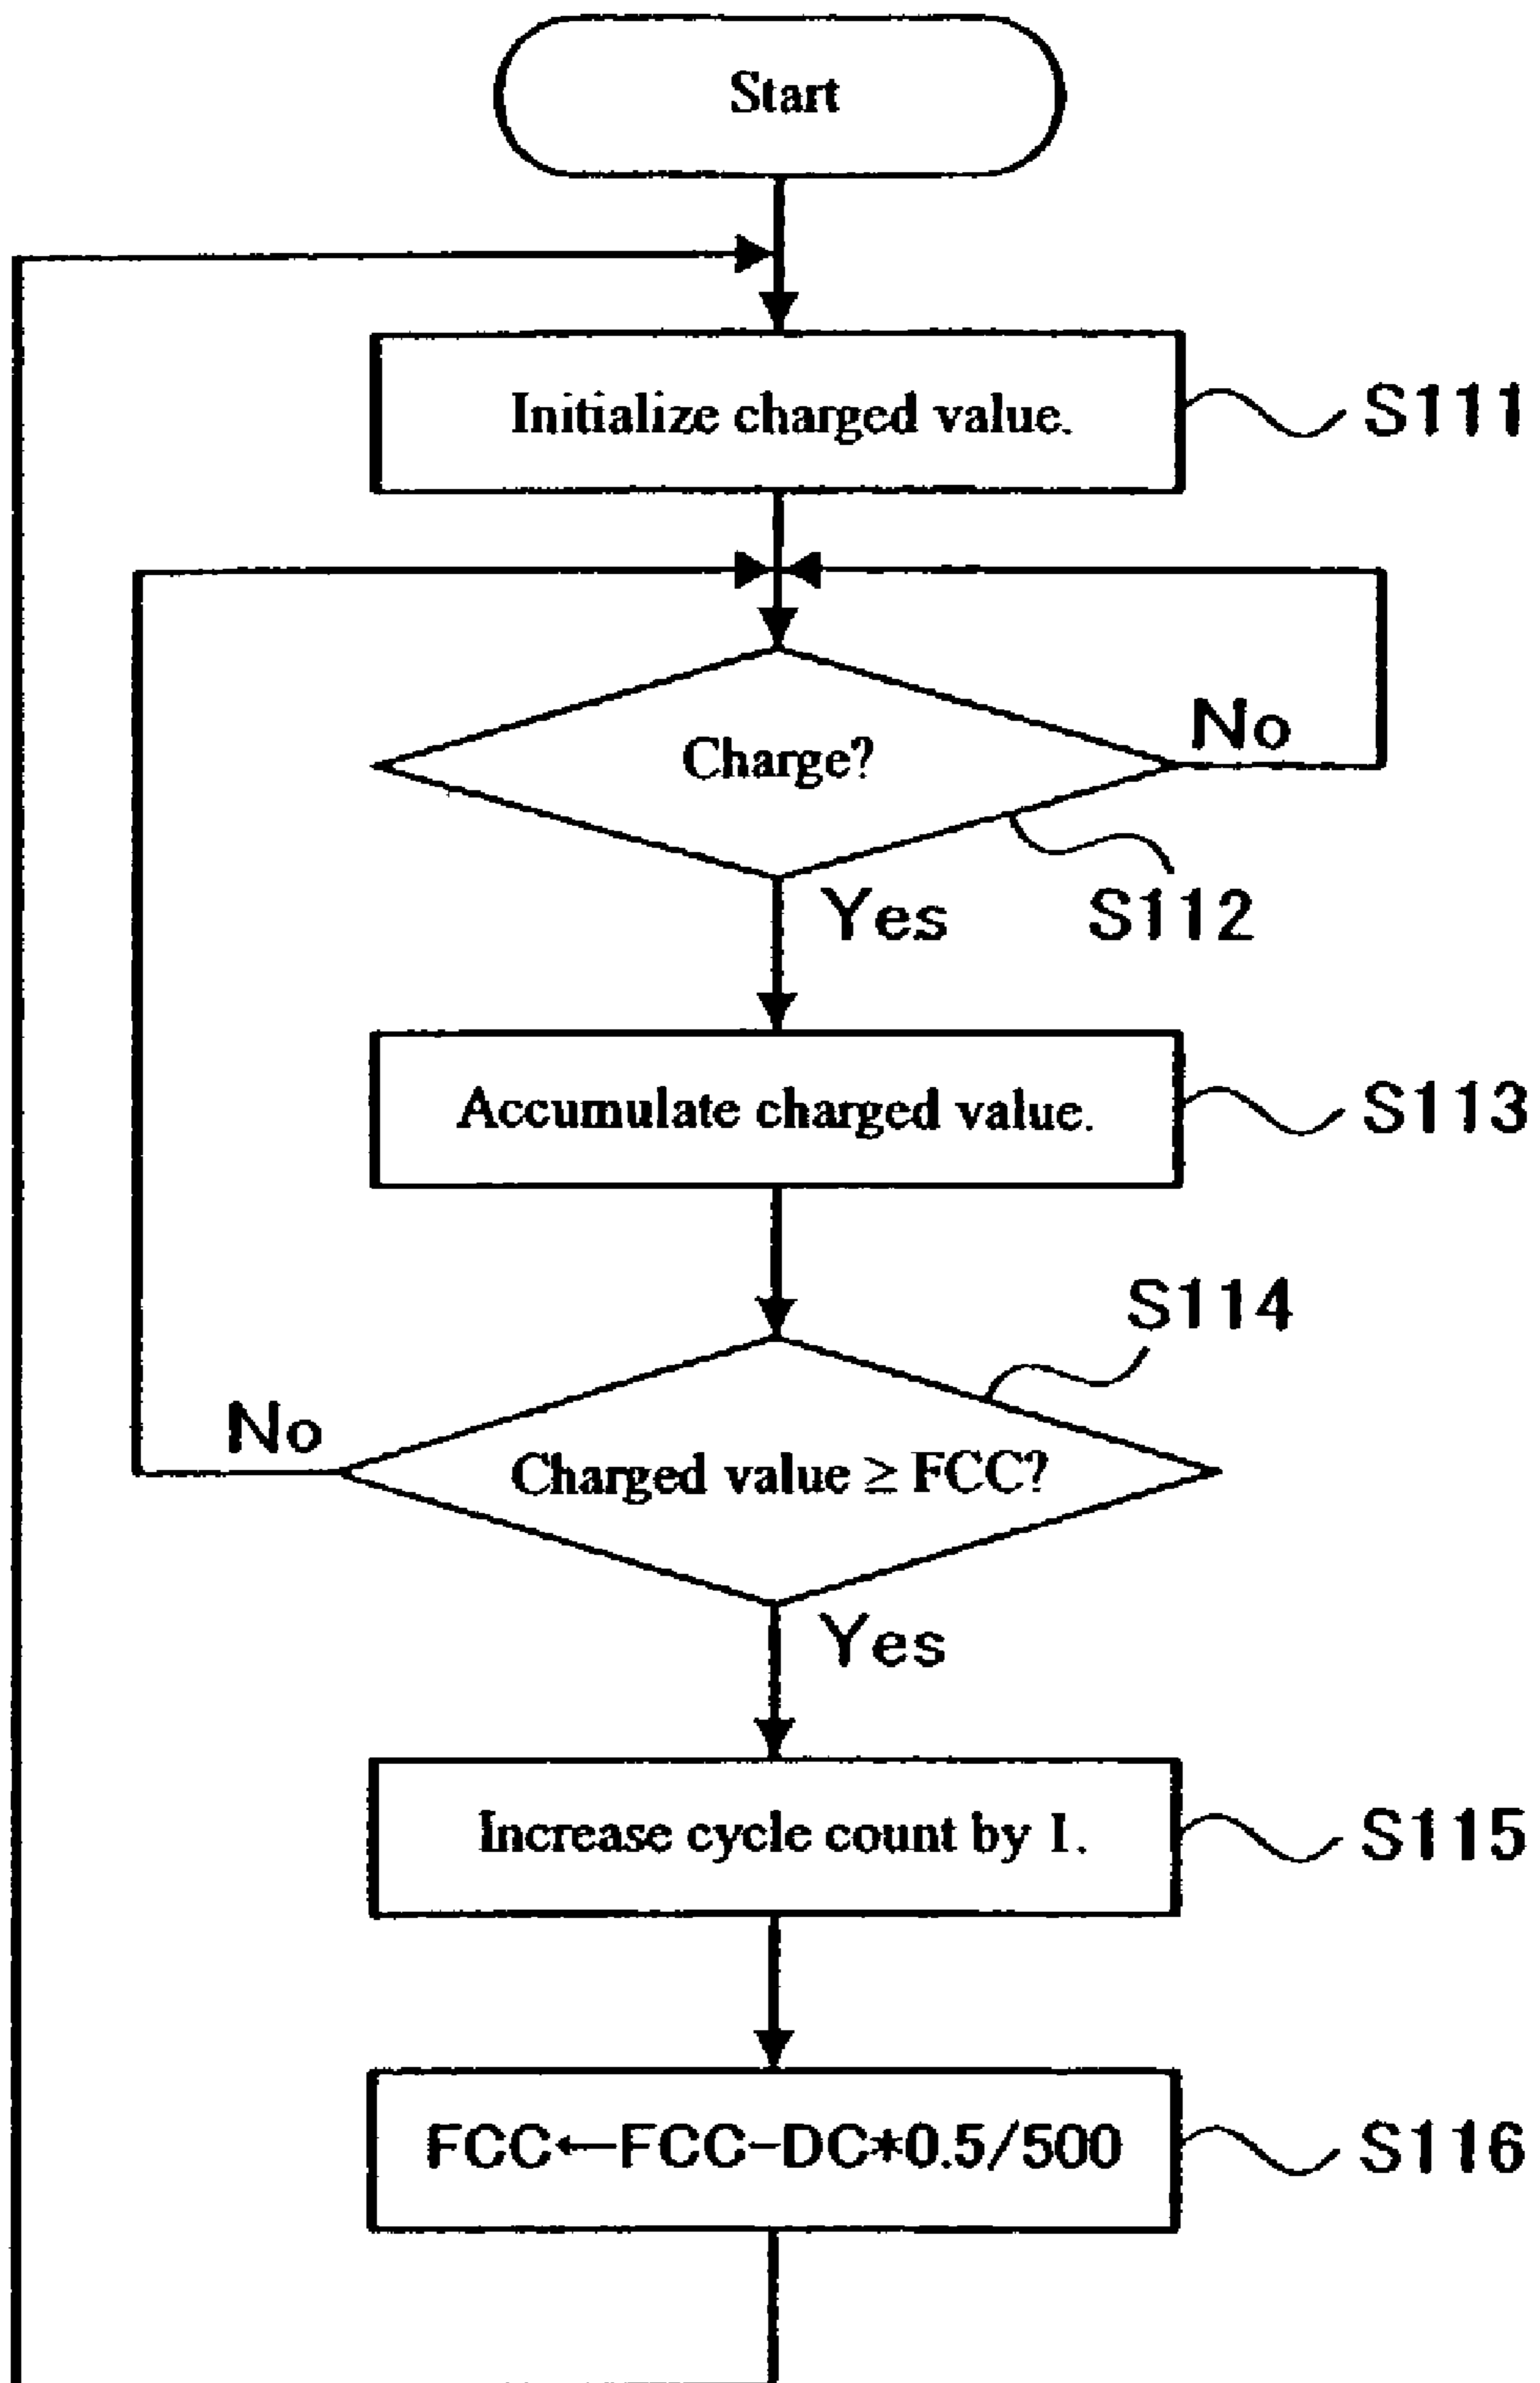 Start
Initialize charged value.
S111
Charge?
No
Yes
S112
Accumulate charged value.
S113
S114
No
Charged value ≥ FCC?
Yes
Increase cycle count by 1.
S115
FCC←FCC-DC*0.5/500
S116